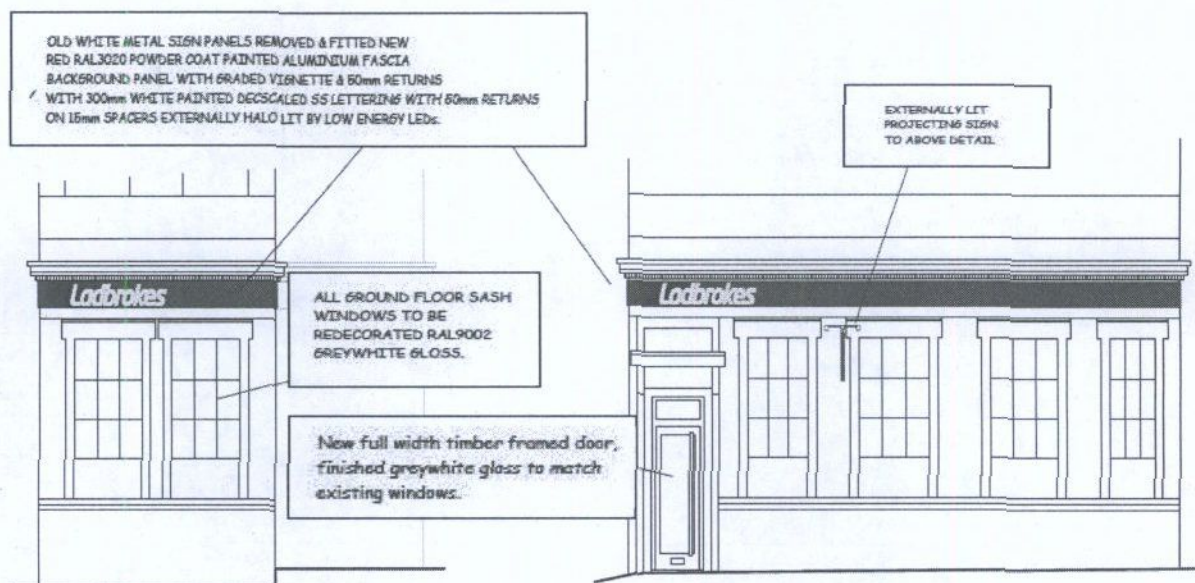 OLD WHITE METAL SIGN PANELS REMOVED & FITTED NEW
RED RAL3020 POWDER COAT PAINTED ALUMINIUM FASCIA
BACKGROUND PANEL WITH GRADED VIGNETTE & 50mm RETURNS
WITH 300mm WHITE PAINTED DECSCALED SS LETTERING WITH 50mm RETURNS
ON 15mm SPACERS EXTERNALLY HALO LIT BY LOW ENERGY LEDs.
EXTERNALLY LIT
PROJECTING SIGN
TO ABOVE DETAIL
Ladbrokes
Ladbrokes
ALL GROUND FLOOR SASH
WINDOWS TO BE
REDECORATED RAL9002
GREYWHITE GLOSS.
New full width timber framed door,
finished greywhite gloss to match
existing windows.